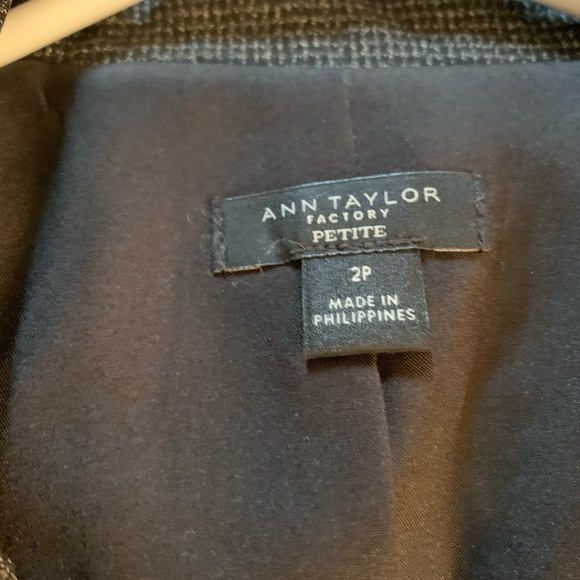 ANN TAYLOR
FACTORY
PETITE
2P
MADE IN
PHILIPPINES